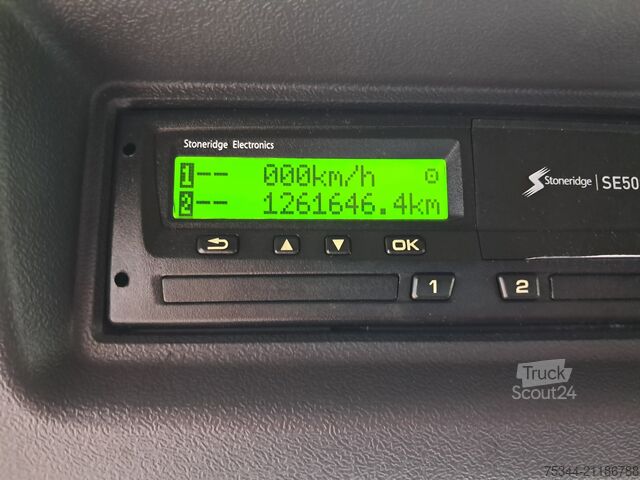 Stoneridge Electronics
1-- 000km/h
2-- 1261646.4km
Stoneridge | SE50
OK
1 2
Truck
Scout24
75344-21186788